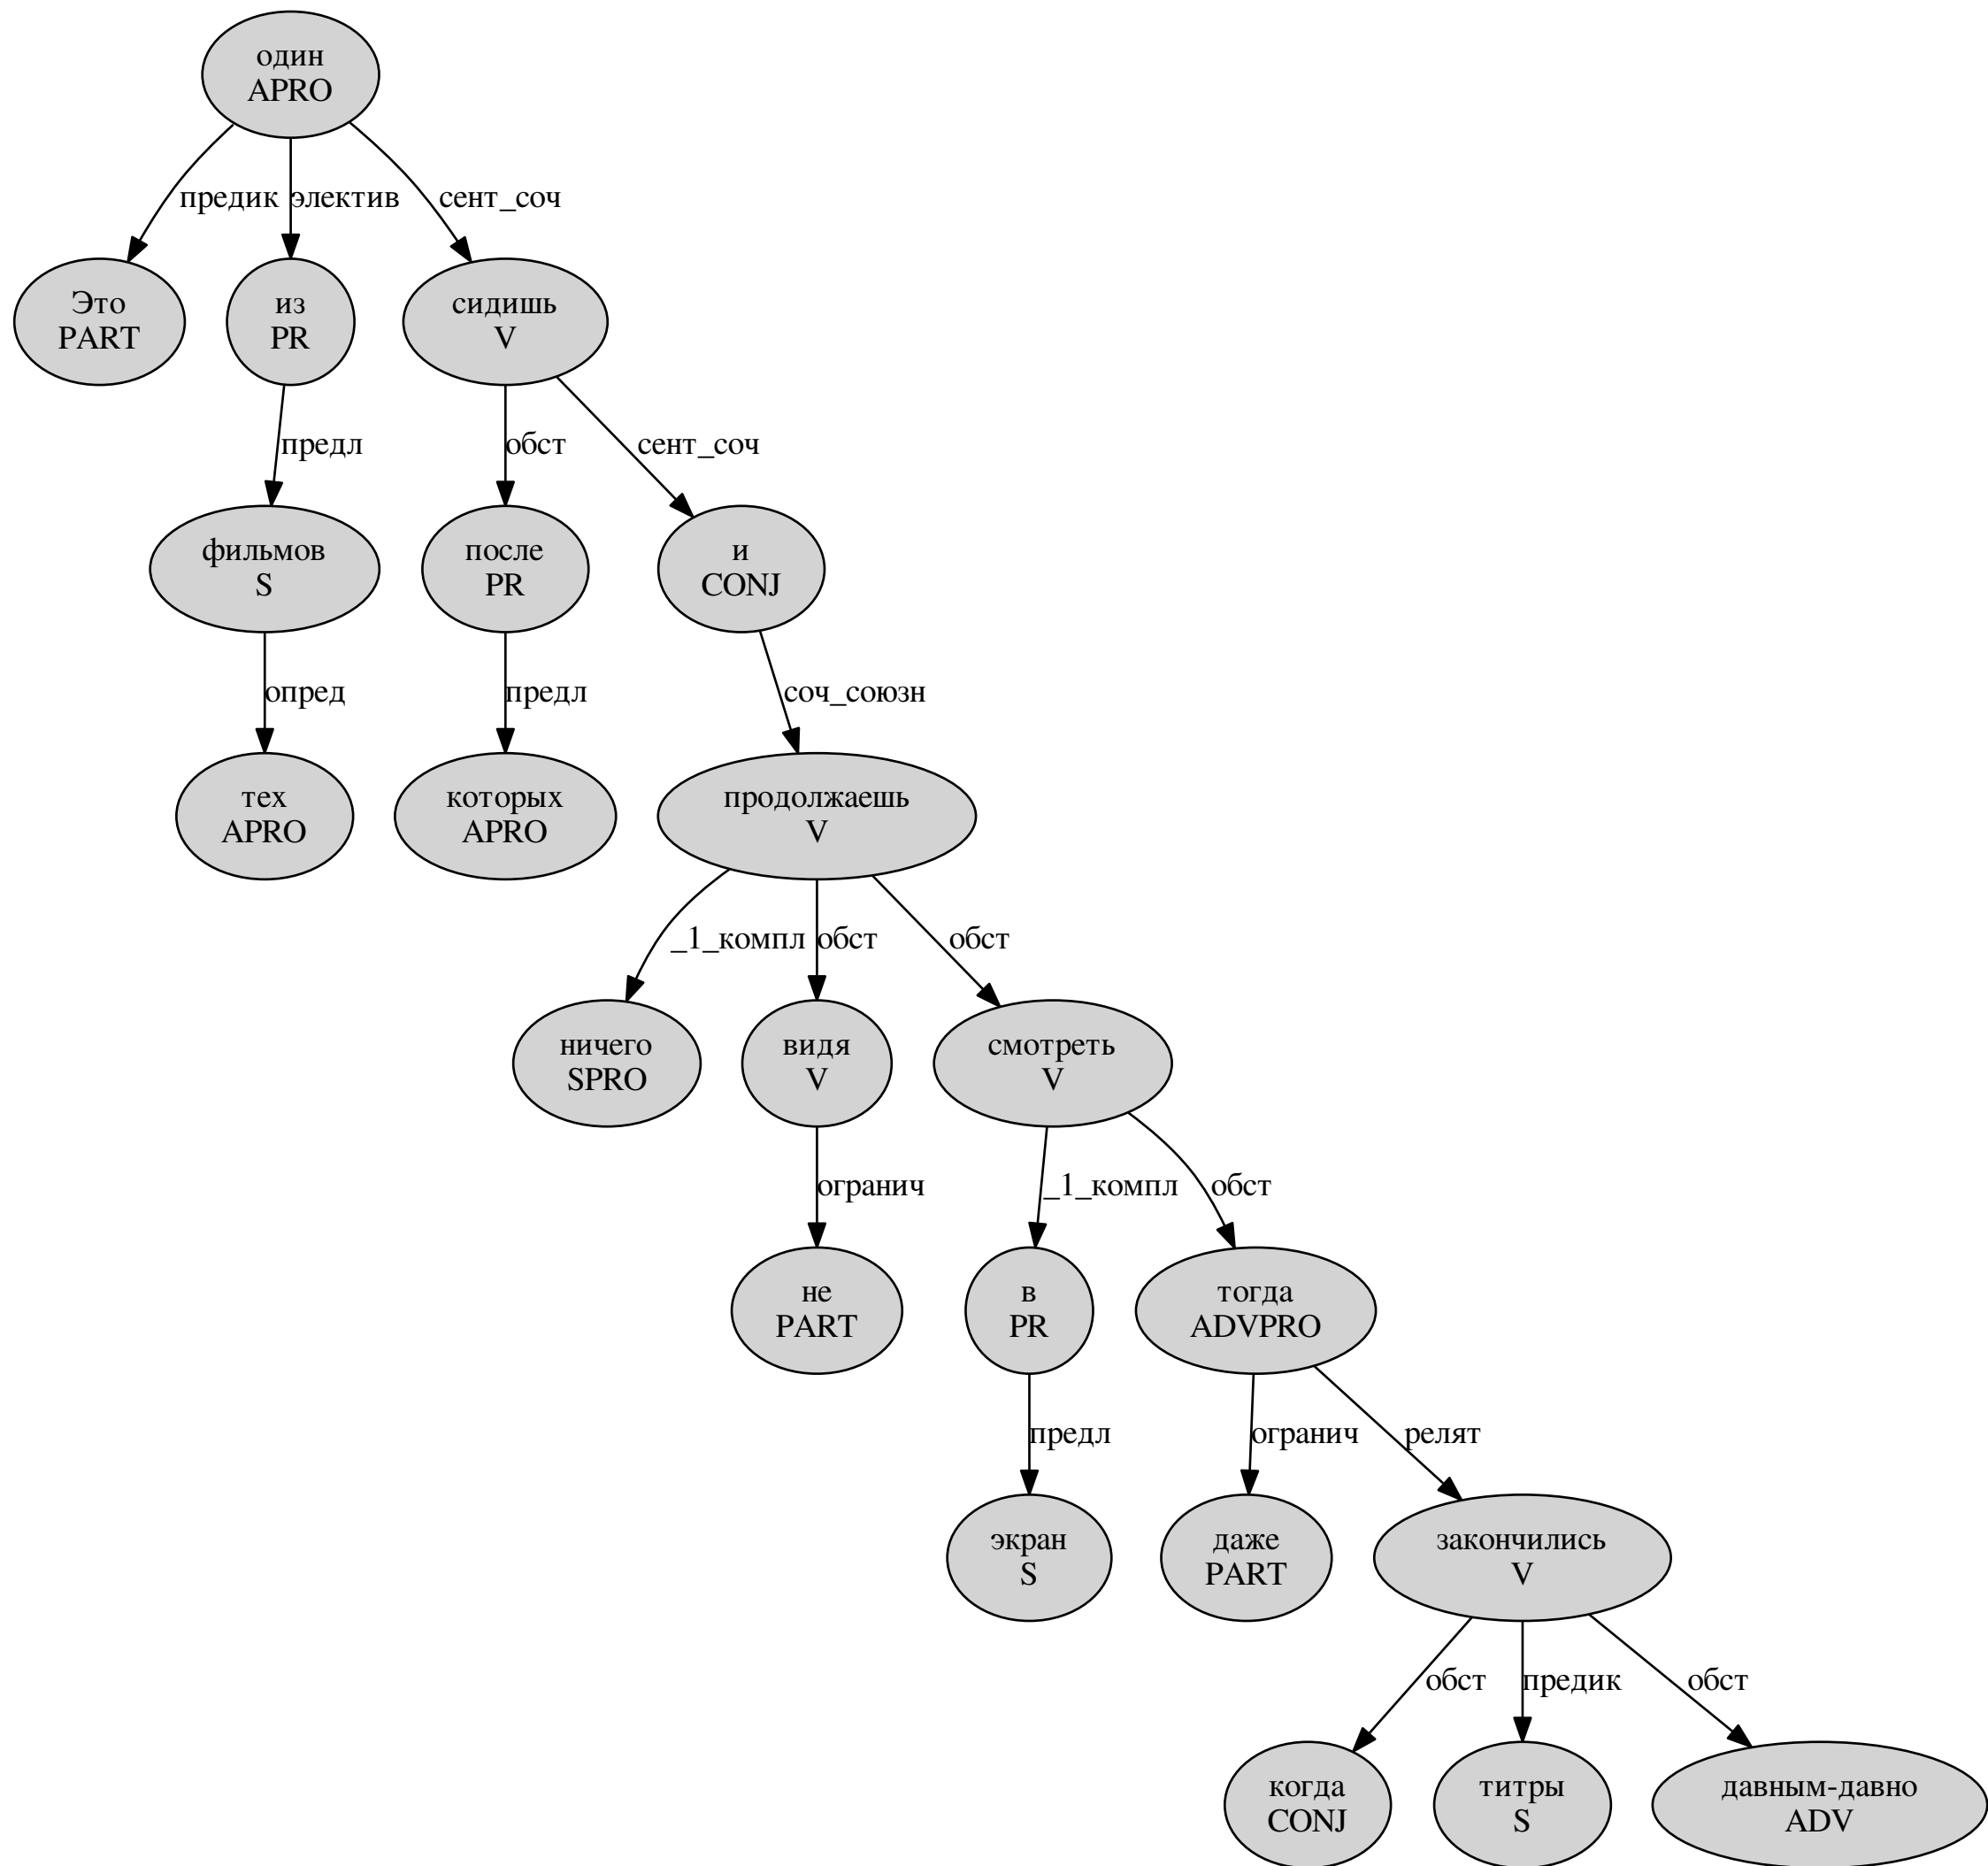 один
APRO
предик
электив
сент_соч
Это
PART
из
PR
сидишь
V
предл
обст
сент_соч
фильмов
S
после
PR
и
CONJ
опред
предл
соч_союзн
тех
APRO
которых
APRO
продолжаешь
V
_1_компл
обст
обст
ничего
SPRO
видя
V
смотреть
V
огранич
_1_компл
обст
не
PART
в
PR
тогда
ADVPRO
предл
огранич
релят
экран
S
даже
PART
закончились
V
обст
предик
обст
когда
CONJ
титры
S
давным-давно
ADV